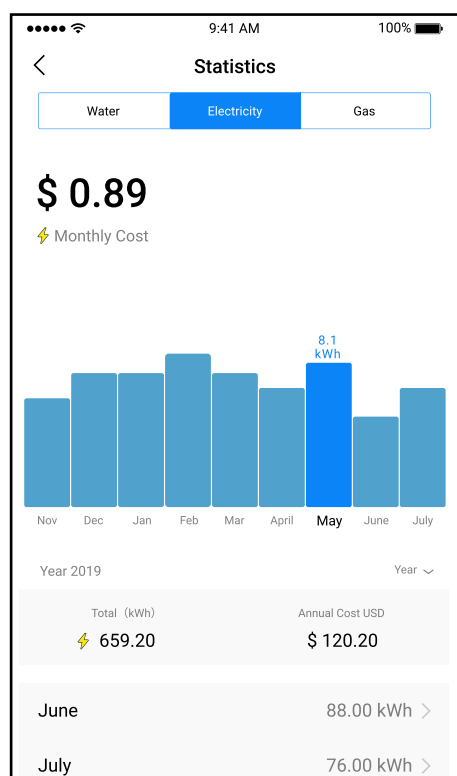 9:41 AM 100%
Statistics
Water Electricity Gas
$ 0.89
Monthly Cost
8.1
kWh
Nov Dec Jan Feb Mar April May June July
Year 2019 Year
Total（kWh） Annual Cost USD
659.20 $ 120.20
June 88.00 kWh
July 76.00 kWh